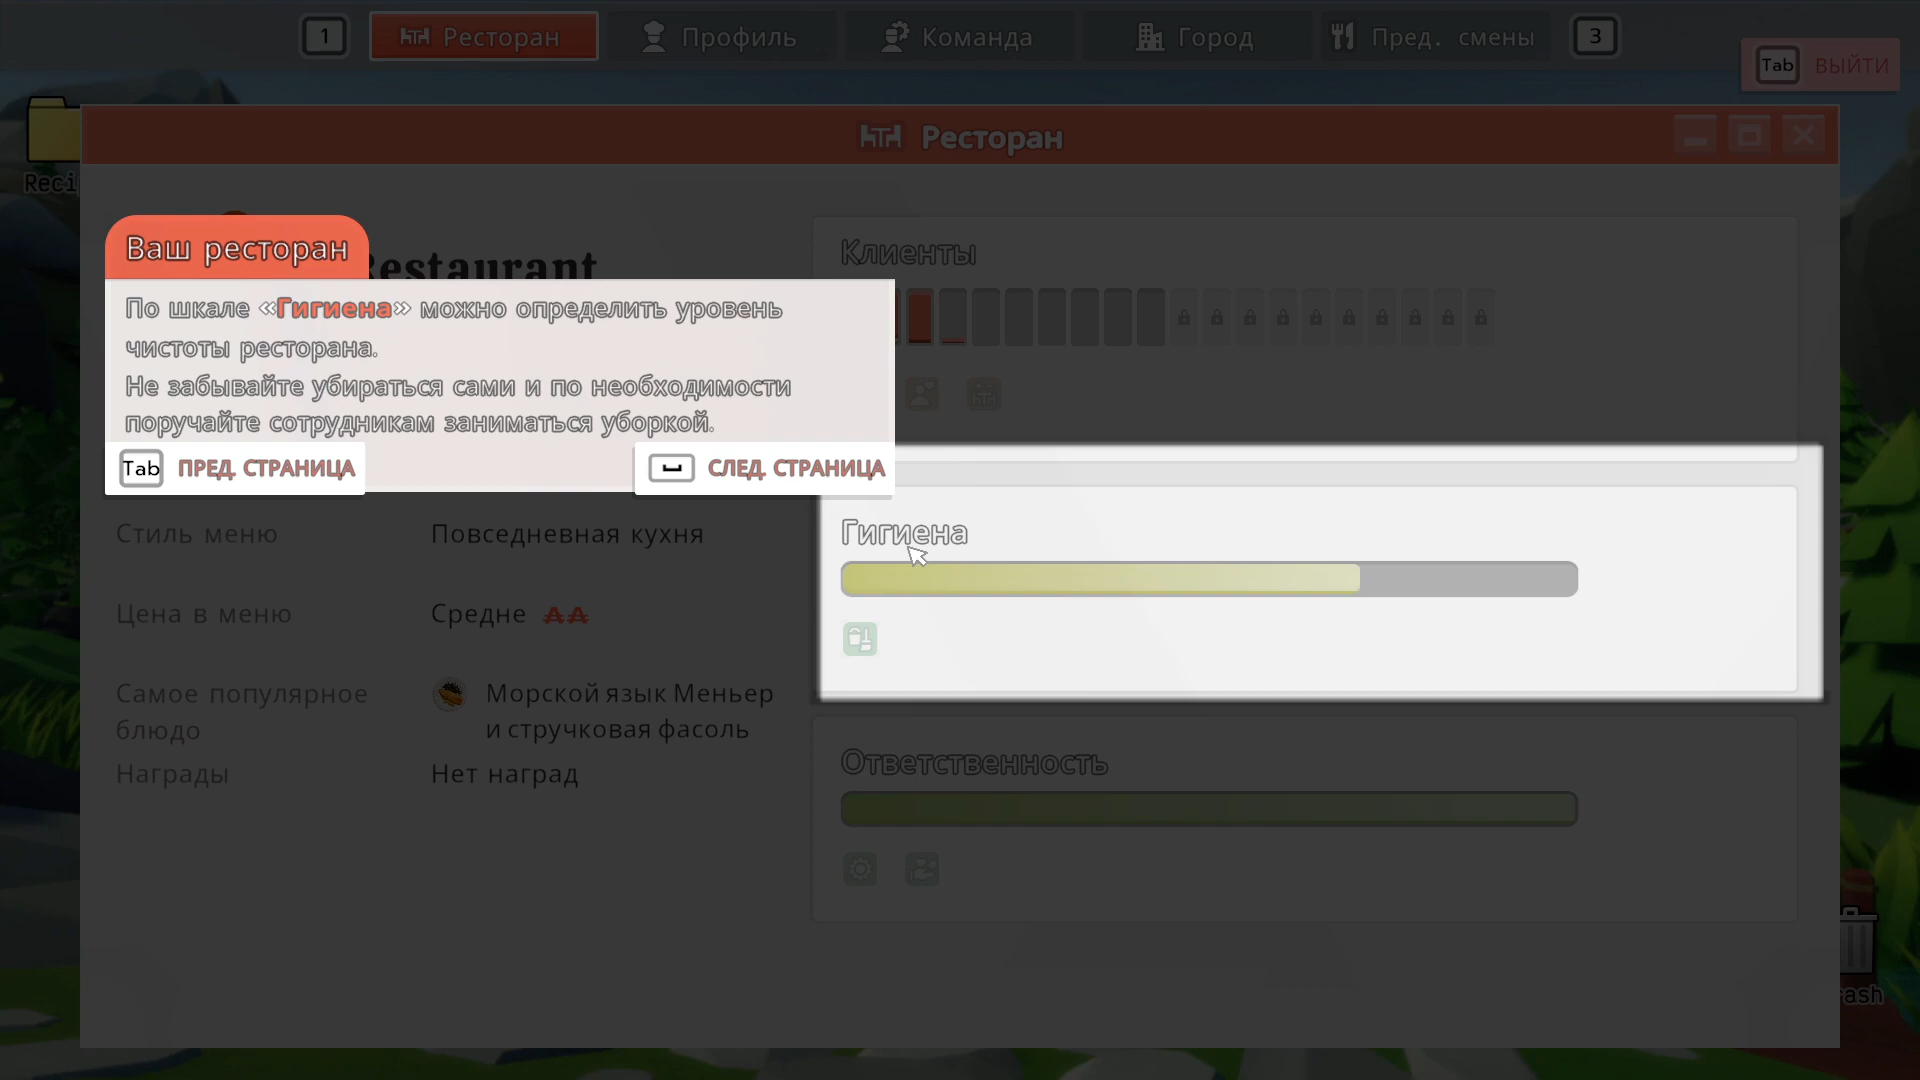 1
Ресторан
Профиль
Команда
Город
Пред. смены
3
Tab ВЫЙТИ
Ресторан
Ваш ресторан
Restaurant
По шкале «Гигиена» можно определить уровень
чистоты ресторана.
Не забывайте убираться сами и по необходимости
поручайте сотрудникам заниматься уборкой.
Tab ПРЕД. СТРАНИЦА
СЛЕД. СТРАНИЦА
Стиль меню Повседневная кухня
Цена в меню Средне
Самое популярное
блюдо
Морской язык Меньер
и стручковая фасоль
Награды Нет наград
Клиенты
Гигиена
Ответственность